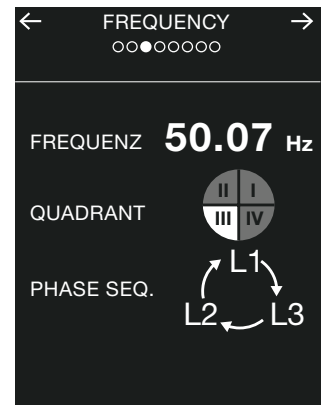 ← FREQUENCY →
FREQUENZ 50.07 Hz
II I
QUADRANT
III IV
L1
PHASE SEQ.
L2 L3